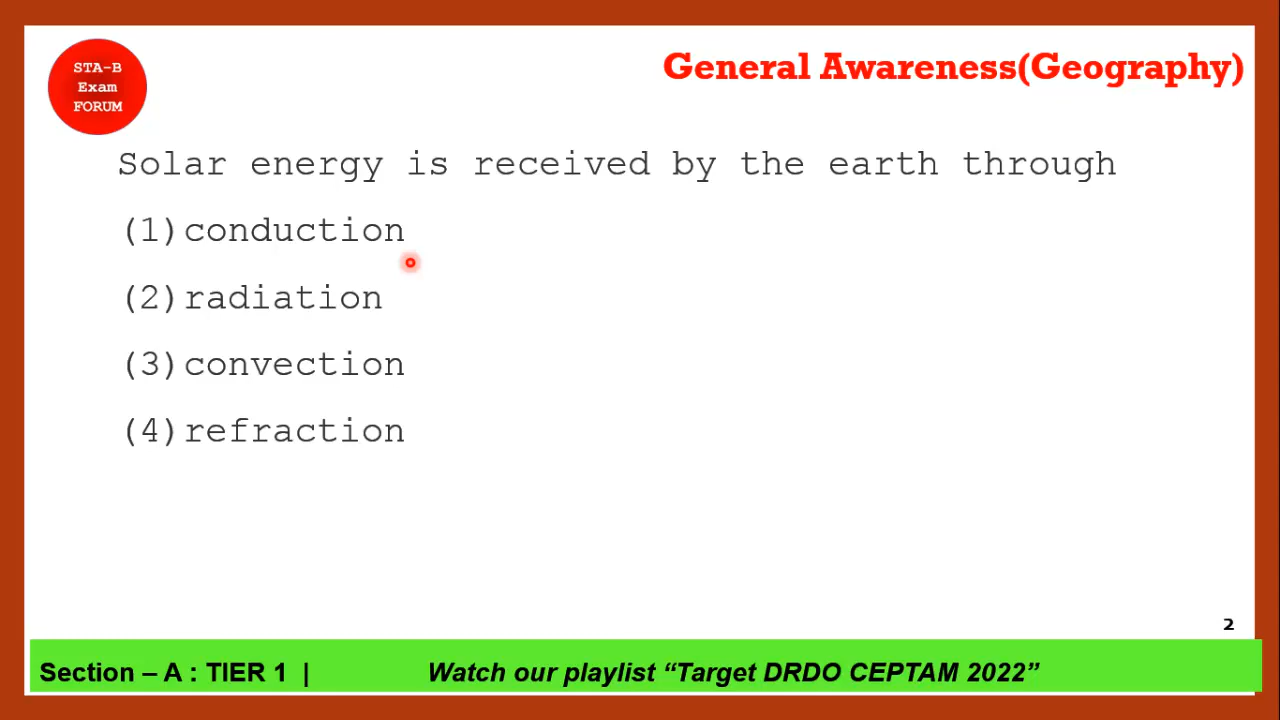 STA-B
Exam
FORUM
General Awareness(Geography)
Solar energy is received by the earth through
(1)conduction
(2)radiation
(3)convection
(4)refraction
2
Section – A : TIER 1 | Watch our playlist “Target DRDO CEPTAM 2022”